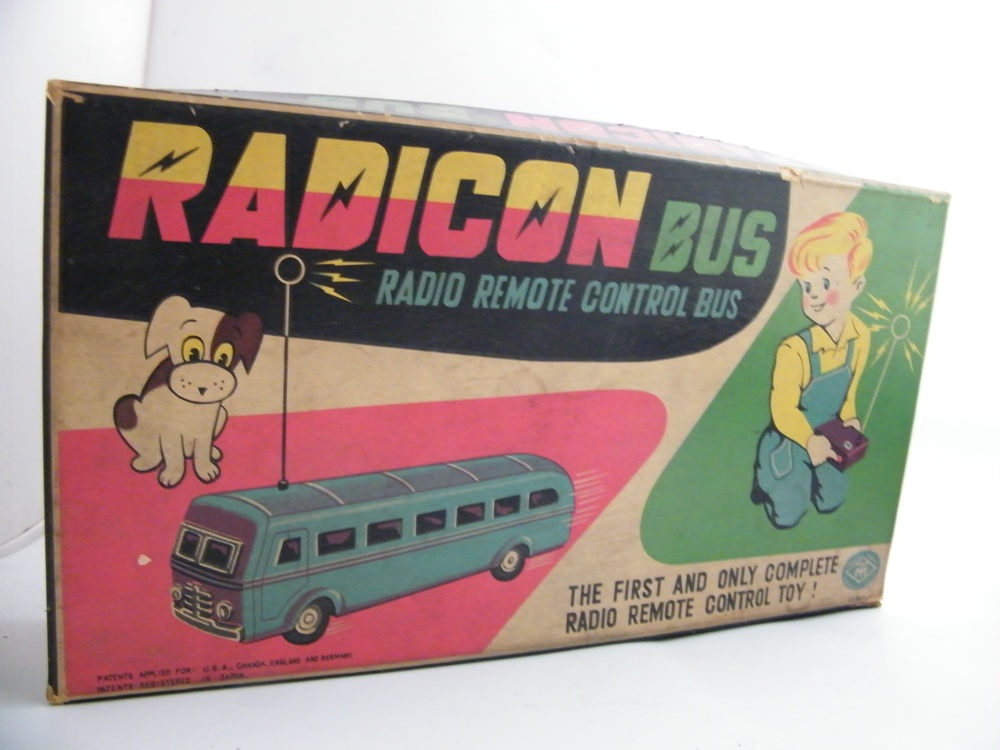 RADICON BUS
RADIO REMOTE CONTROL BUS
THE FIRST AND ONLY COMPLETE
RADIO REMOTE CONTROL TOY!
PATENTS APPLIED FOR: U.S.A., CANADA, ENGLAND AND GERMANY.
PATENTS REGISTERED IN JAPAN.